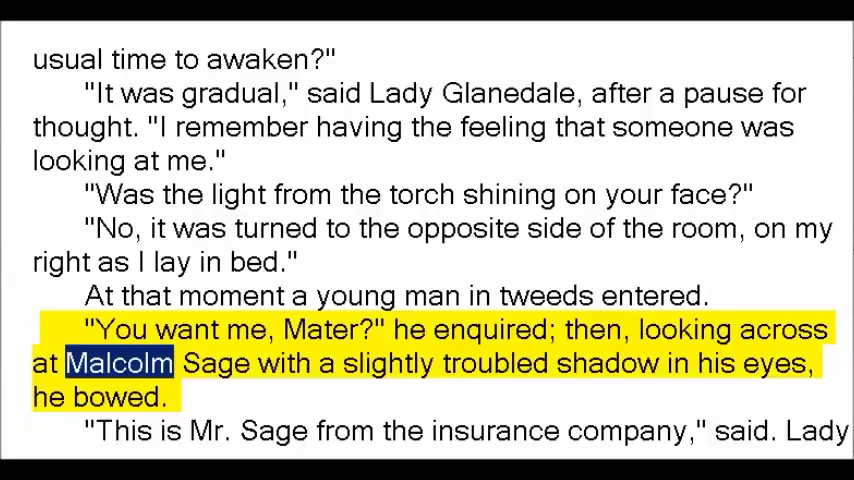 usual time to awaken?"
"It was gradual," said Lady Glanedale, after a pause for
thought. "I remember having the feeling that someone was
looking at me."
"Was the light from the torch shining on your face?"
"No, it was turned to the opposite side of the room, on my
right as I lay in bed."
At that moment a young man in tweeds entered.
"You want me, Mater?" he enquired; then, looking across
at Malcolm Sage with a slightly troubled shadow in his eyes,
he bowed.
"This is Mr. Sage from the insurance company," said. Lady